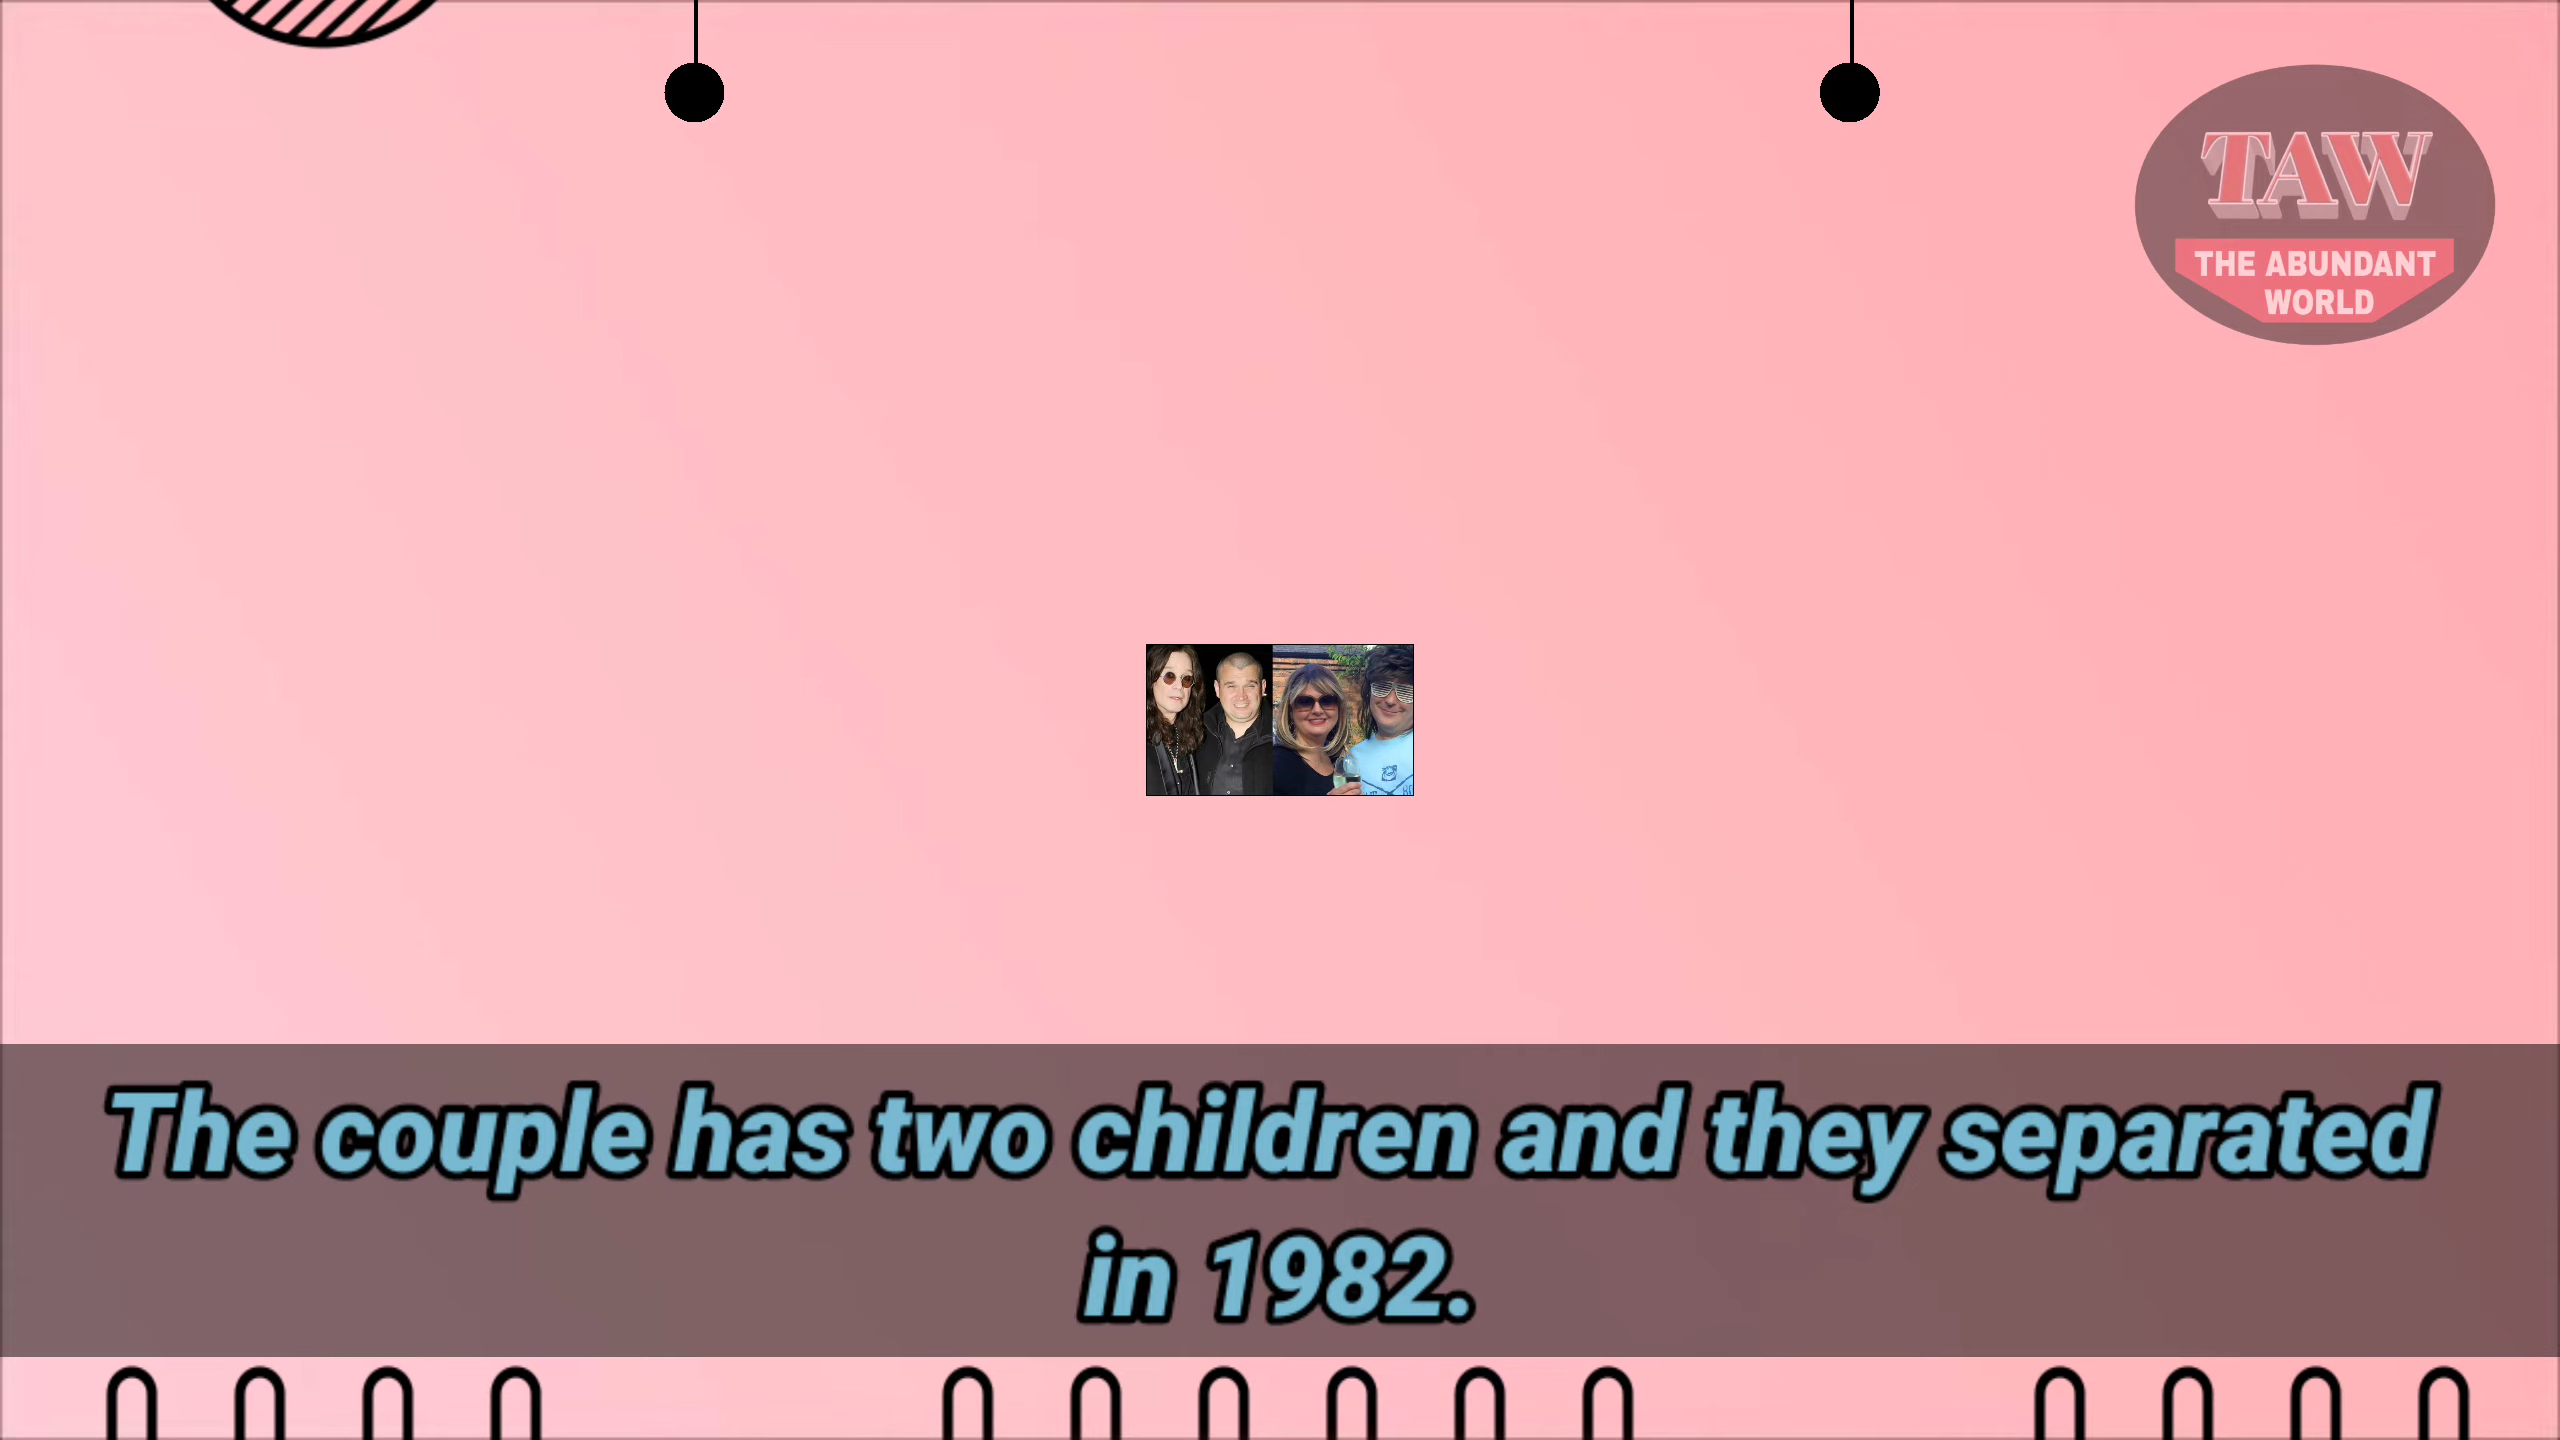 TAW
THE ABUNDANT
WORLD
The couple has two children and they separated
in 1982.